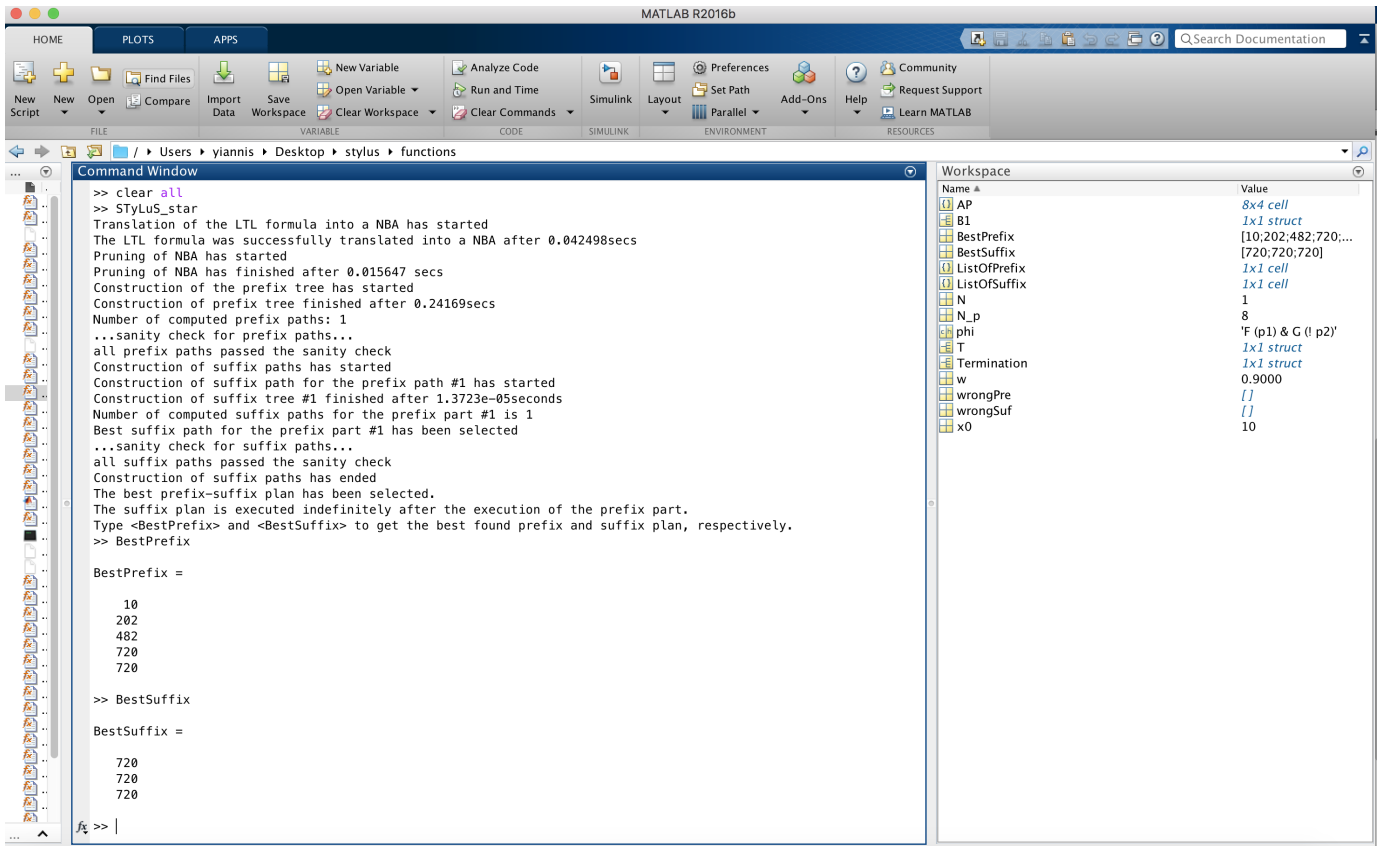 MATLAB R2016b
HOME PLOTS APPS
Search Documentation
New Script
New
Open
Find Files
Compare
Import Data
Save Workspace
New Variable
Open Variable
Clear Workspace
Analyze Code
Run and Time
Clear Commands
Simulink
Layout
Preferences
Set Path
Parallel
Add-Ons
Help
Community
Request Support
Learn MATLAB
FILE VARIABLE CODE SIMULINK ENVIRONMENT RESOURCES
/ Users yiannis Desktop stylus functions
Command Window
>> clear all
>> STyLuS_star
Translation of the LTL formula into a NBA has started
The LTL formula was successfully translated into a NBA after 0.042498secs
Pruning of NBA has started
Pruning of NBA has finished after 0.015647 secs
Construction of the prefix tree has started
Construction of prefix tree finished after 0.24169secs
Number of computed prefix paths: 1
...sanity check for prefix paths...
all prefix paths passed the sanity check
Construction of suffix paths has started
Construction of suffix path for the prefix path #1 has started
Construction of suffix tree #1 finished after 1.3723e-05seconds
Number of computed suffix paths for the prefix part #1 is 1
Best suffix path for the prefix part #1 has been selected
...sanity check for suffix paths...
all suffix paths passed the sanity check
Construction of suffix paths has ended
The best prefix-suffix plan has been selected.
The suffix plan is executed indefinitely after the execution of the prefix part.
Type <BestPrefix> and <BestSuffix> to get the best found prefix and suffix plan, respectively.
>> BestPrefix
BestPrefix =
10
202
482
720
720
>> BestSuffix
BestSuffix =
720
720
720
fx >>
Workspace
Name Value
AP 8x4 cell
B1 1x1 struct
BestPrefix [10;202;482;720;...
BestSuffix [720;720;720]
ListOfPrefix 1x1 cell
ListOfSuffix 1x1 cell
N 1
N_p 8
phi 'F (p1) & G (! p2)'
T 1x1 struct
Termination 1x1 struct
w 0.9000
wrongPre []
wrongSuf []
x0 10